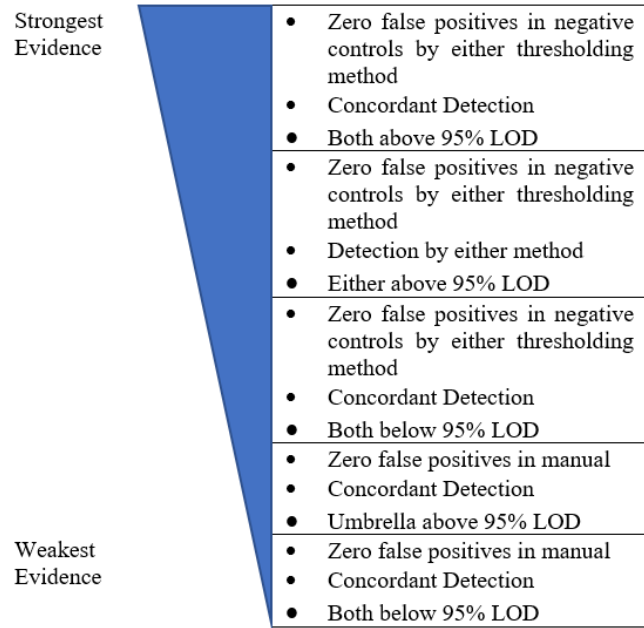 Strongest
Evidence
• Zero false positives in negative
controls by either thresholding
method
• Concordant Detection
• Both above 95% LOD
• Zero false positives in negative
controls by either thresholding
method
• Detection by either method
• Either above 95% LOD
• Zero false positives in negative
controls by either thresholding
method
• Concordant Detection
• Both below 95% LOD
• Zero false positives in manual
• Concordant Detection
• Umbrella above 95% LOD
Weakest
Evidence
• Zero false positives in manual
• Concordant Detection
• Both below 95% LOD